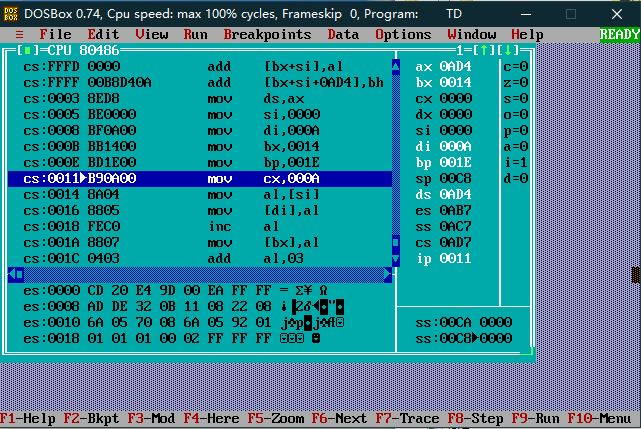 DOSBox 0.74, Cpu speed: max 100% cycles, Frameskip 0, Program: TD
≡ File Edit View Run Breakpoints Data Options Window Help READY
[■]=CPU 80486 1=[↑][↓]
cs:FFFD 0000 add [bx+si],al ax 0AD4 c=0
cs:FFFF 00B8D40A add [bx+si+0AD4],bh bx 0014 z=0
cs:0003 8ED8 mov ds,ax cx 0000 s=0
cs:0005 BE0000 mov si,0000 dx 0000 o=0
cs:0008 BF0A00 mov di,000A si 0000 p=0
cs:000B BB1400 mov bx,0014 di 000A a=0
cs:000E BD1E00 mov bp,001E bp 001E i=1
cs:0011►B90A00 mov cx,000A sp 00C8 d=0
cs:0014 8A04 mov al,[si] ds 0AD4
cs:0016 8805 mov [di],al es 0AB7
cs:0018 FEC0 inc al ss 0AC7
cs:001A 8807 mov [bx],al cs 0AD7
cs:001C 0403 add al,03 ip 0011
es:0000 CD 20 E4 9D 00 EA FF FF = Σ¥ Ω
es:0008 AD DE 32 0B 11 08 22 08
es:0010 6A 05 70 08 6A 05 92 01 ss:00CA 0000
es:0018 01 01 01 00 02 FF FF FF ss:00C8►0000
F1-Help F2-Bkpt F3-Mod F4-Here F5-Zoom F6-Next F7-Trace F8-Step F9-Run F10-Menu